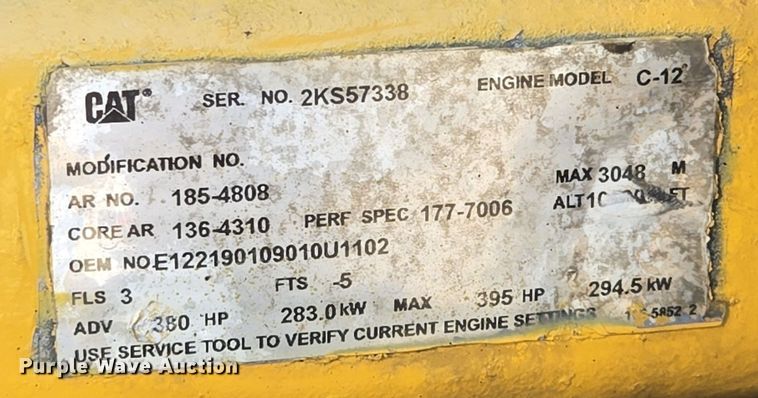 CAT® SER. NO. 2KS57338 ENGINE MODEL C-12
MODIFICATION NO.
AR NO. 185-4808 MAX 3048 M
CORE AR 136-4310 PERF SPEC 177-7006 ALT FT
OEM NO E122190109010U1102
FLS 3 FTS -5
ADV 380 HP 283.0 kW MAX 395 HP 294.5 kW
USE SERVICE TOOL TO VERIFY CURRENT ENGINE SETTINGS
Purple Wave Auction